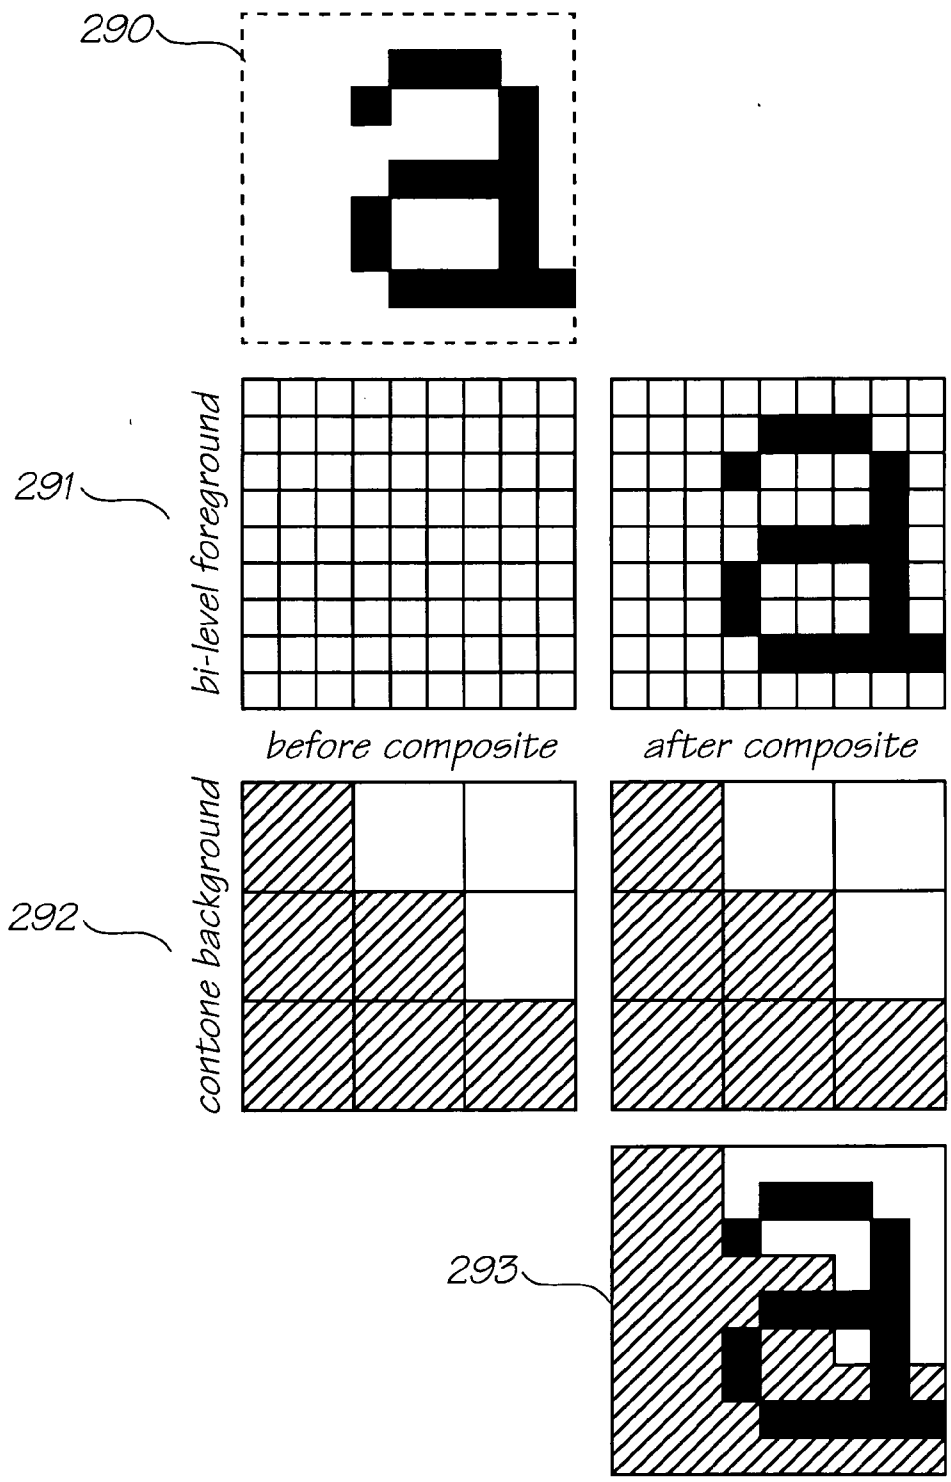 290
a
291
bi-level foreground
a
before composite
after composite
292
contone background
293
a